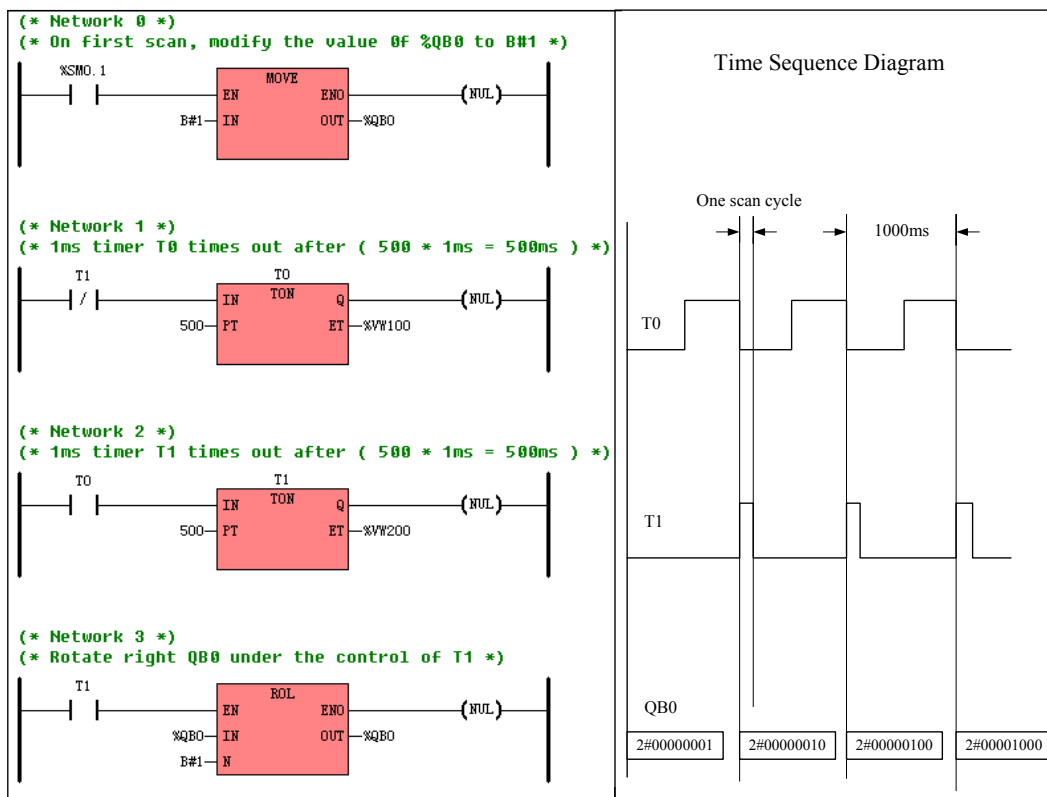 (* Network 0 *)
(* On first scan, modify the value 0f %QB0 to B#1 *)
%SM0.1
MOVE
EN ENO (NUL)
B#1 IN OUT %QB0
(* Network 1 *)
(* 1ms timer T0 times out after ( 500 * 1ms = 500ms ) *)
T1 T0
/ IN TON Q (NUL)
500 PT ET %VW100
(* Network 2 *)
(* 1ms timer T1 times out after ( 500 * 1ms = 500ms ) *)
T0 T1
IN TON Q (NUL)
500 PT ET %VW200
(* Network 3 *)
(* Rotate right QB0 under the control of T1 *)
T1
ROL
EN ENO (NUL)
%QB0 IN OUT %QB0
B#1 N
Time Sequence Diagram
One scan cycle
1000ms
T0
T1
QB0
2#00000001 2#00000010 2#00000100 2#00001000